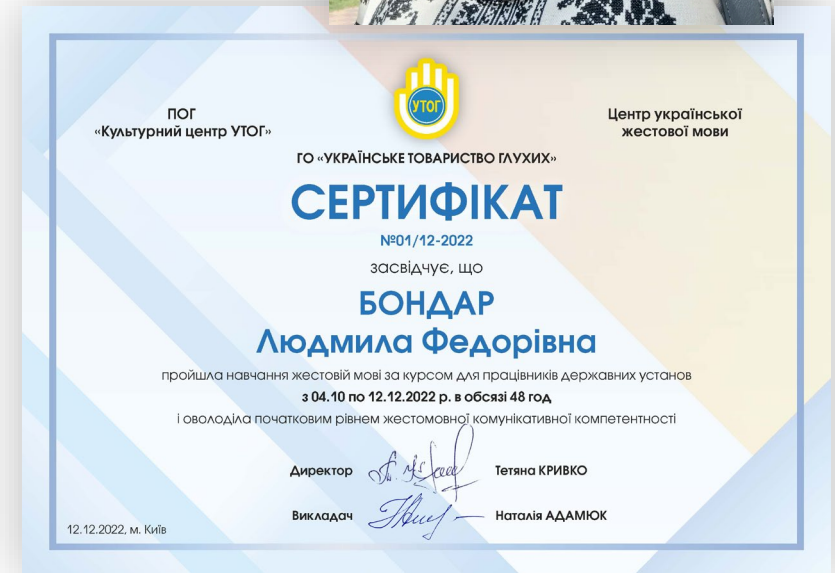 ПОГ
«Культурний центр УТОГ»
УТОГ
Центр української
жестової мови
ГО «УКРАЇНСЬКЕ ТОВАРИСТВО ГЛУХИХ»
СЕРТИФІКАТ
№01/12-2022
засвідчує, що
БОНДАР
Людмила Федорівна
пройшла навчання жестовій мові за курсом для працівників державних установ
з 04.10 по 12.12.2022 р. в обсязі 48 год
і оволоділа початковим рівнем жестомовної комунікативної компетентності
Директор Тетяна КРИВКО
Викладач Наталія АДАМЮК
12.12.2022, м. Київ